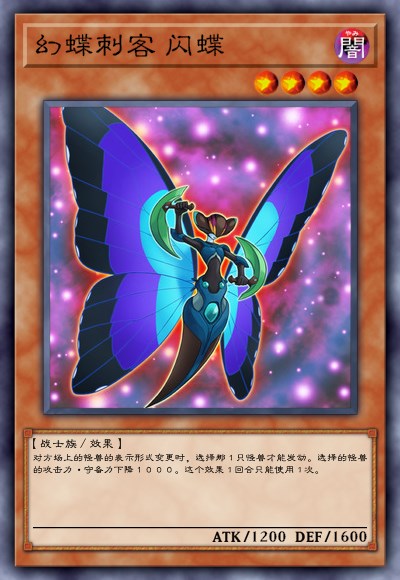 幻蝶刺客 闪蝶
やみ
闇
【战士族/效果】
对方场上的怪兽的表示形式变更时,选择那1只怪兽才能发动。选择的怪兽
的攻击力·守备力下降1000。这个效果1回合只能使用1次。
ATK/1200 DEF/1600